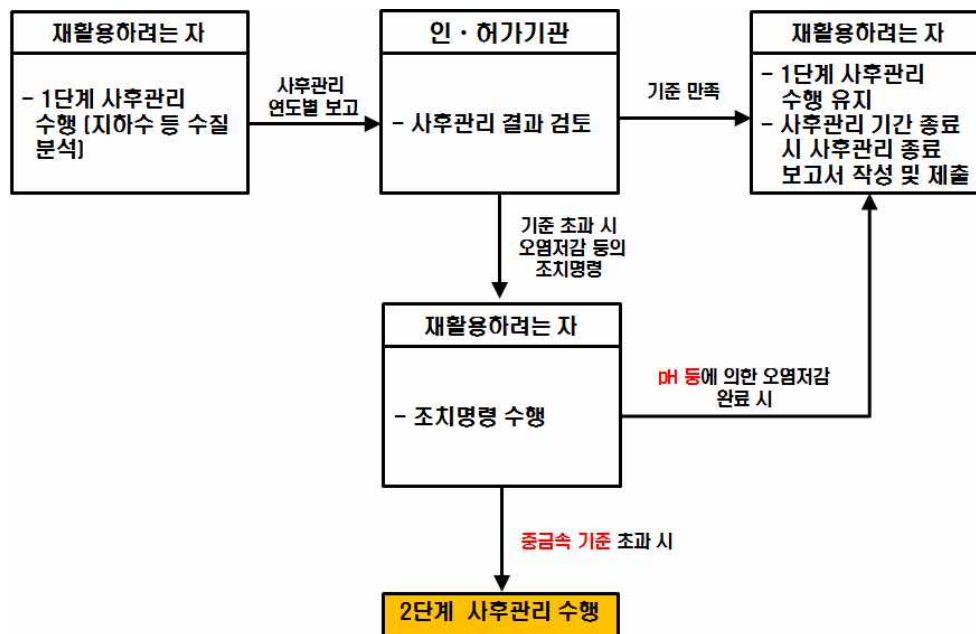 재활용하려는 자
- 1단계 사후관리
수행 (지하수 등 수질
분석)
사후관리
연도별 보고
인ㆍ허가기관
- 사후관리 결과 검토
기준 만족
재활용하려는 자
- 1단계 사후관리
수행 유지
- 사후관리 기간 종료
시 사후관리 종료
보고서 작성 및 제출
기준 초과 시
오염저감 등의
조치명령
재활용하려는 자
- 조치명령 수행
pH 등에 의한 오염저감
완료 시
중금속 기준 초과 시
2단계 사후관리 수행